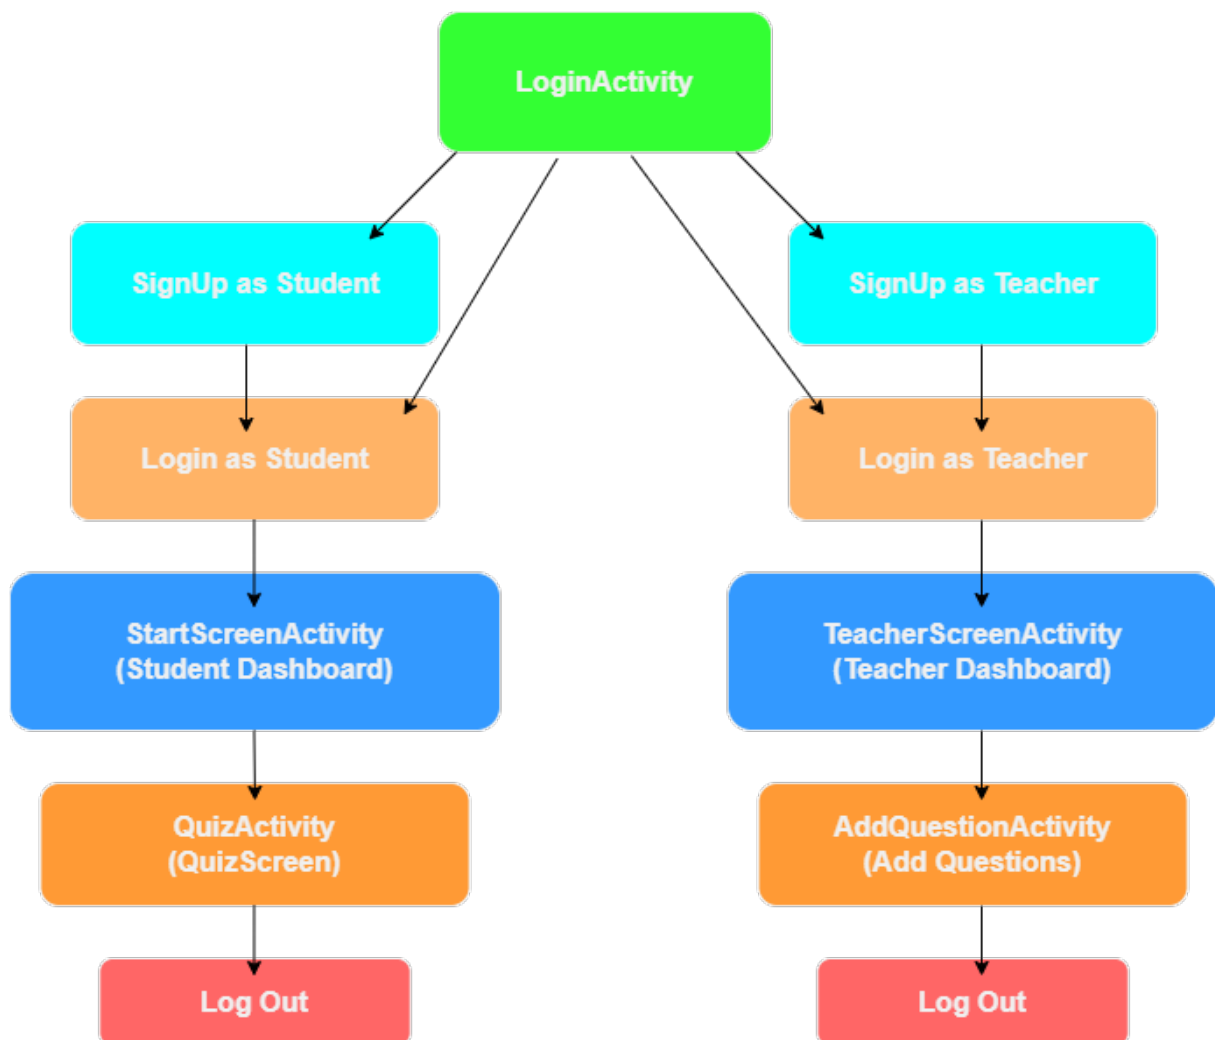 LoginActivity
SignUp as Student
SignUp as Teacher
Login as Student
Login as Teacher
StartScreenActivity
(Student Dashboard)
TeacherScreenActivity
(Teacher Dashboard)
QuizActivity
(QuizScreen)
AddQuestionActivity
(Add Questions)
Log Out
Log Out